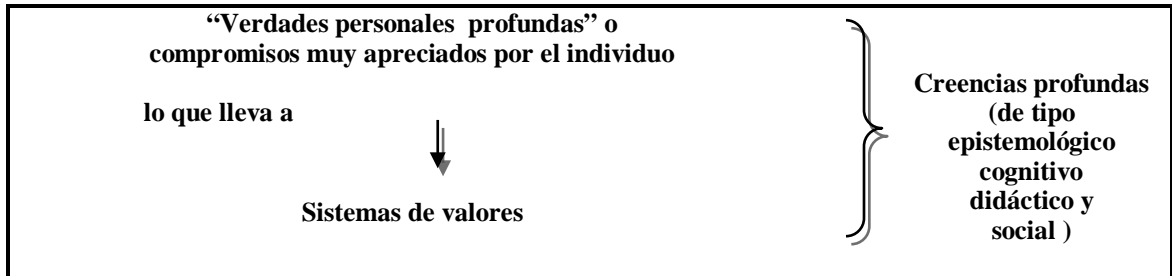 “Verdades personales profundas” o
compromisos muy apreciados por el individuo
lo que lleva a
Sistemas de valores
Creencias profundas
(de tipo
epistemológico
cognitivo
didáctico y
social )